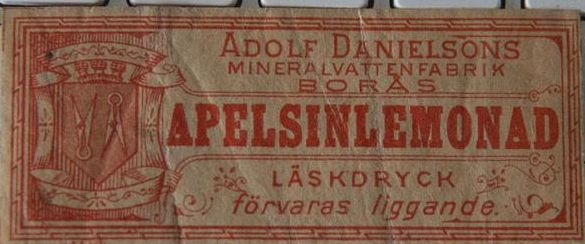 ADOLF DANIELSONS
MINERALVATTENFABRIK
BORÅS
APELSINLEMONAD
LÄSKDRYCK
förvaras liggande.